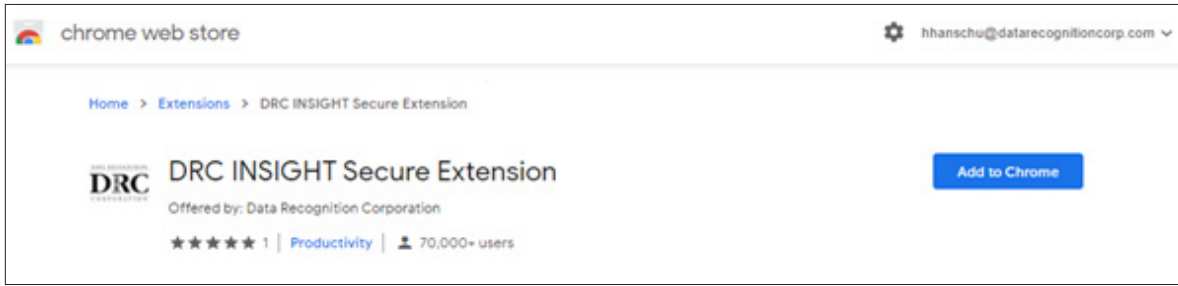 chrome web store
hhanschu@datarecognitioncorp.com
Home > Extensions > DRC INSIGHT Secure Extension
DRC
DRC INSIGHT Secure Extension
Add to Chrome
Offered by: Data Recognition Corporation
★★★★★ 1 | Productivity | 70,000+ users